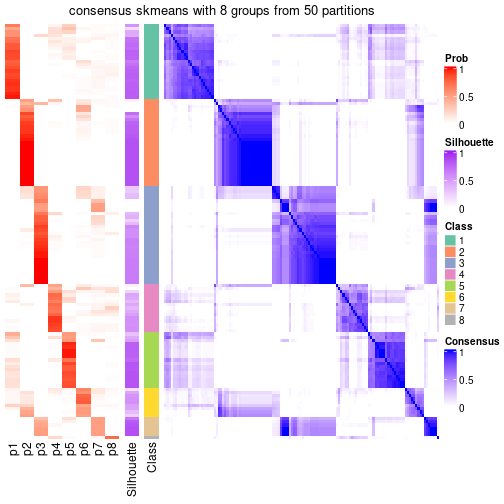 consensus skmeans with 8 groups from 50 partitions
Prob
1
0.5
0
Silhouette
1
0.5
0
Class
1
2
3
4
5
6
7
8
Consensus
1
0.5
0
p1
p2
p3
p4
p5
p6
p7
p8
Silhouette
Class